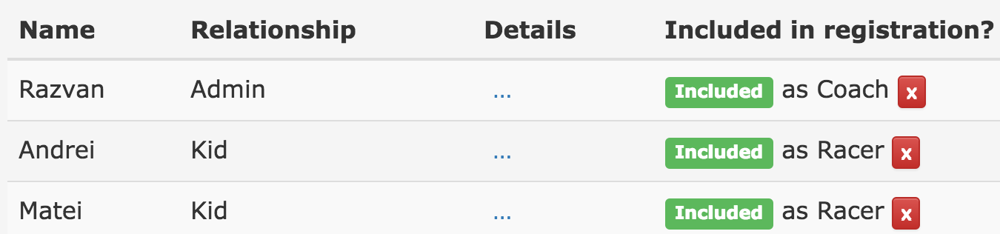 Name Relationship Details Included in registration?
Razvan Admin ... Included as Coach x
Andrei Kid ... Included as Racer x
Matei Kid ... Included as Racer x